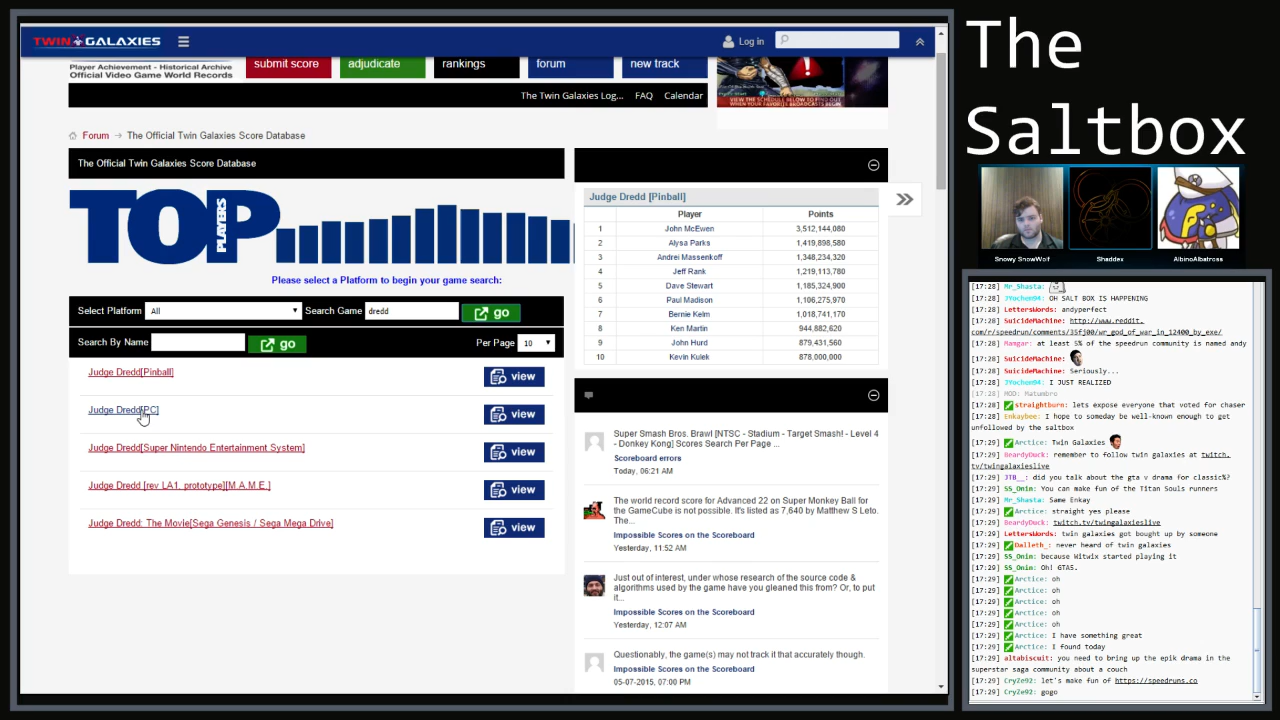 TWIN GALAXIES
Log in
Player Achievement - Historical Archive
Official Video Game World Records
submit score
adjudicate
rankings
forum
new track
VIEW THE SCHEDULE BELOW TO FIND OUT
WHEN YOUR FAVORITE BROADCASTS BEGIN
The Twin Galaxies Log...
FAQ
Calendar
Forum → The Official Twin Galaxies Score Database
The Official Twin Galaxies Score Database
TOP PLAYERS
Please select a Platform to begin your game search:
Select Platform All Search Game dredd go
Search By Name go Per Page 10
Judge Dredd[Pinball] view
Judge Dredd[PC] view
Judge Dredd[Super Nintendo Entertainment System] view
Judge Dredd [rev LA1, prototype][M.A.M.E.] view
Judge Dredd: The Movie[Sega Genesis / Sega Mega Drive] view
Judge Dredd [Pinball]
Player Points
1 John McEwen 3,512,144,080
2 Alysa Parks 1,419,898,580
3 Andrei Massenkoff 1,348,234,320
4 Jeff Rank 1,219,113,780
5 Dave Stewart 1,185,324,900
6 Paul Madison 1,106,275,970
7 Bernie Kelm 1,018,741,170
8 Ken Martin 944,882,620
9 John Hurd 879,431,560
10 Kevin Kulek 878,000,000
Super Smash Bros. Brawl [NTSC - Stadium - Target Smash! - Level 4
- Donkey Kong] Scores Search Per Page ...
Scoreboard errors
Today, 06:21 AM
The world record score for Advanced 22 on Super Monkey Ball for
the GameCube is not possible. It's listed as 7,640 by Matthew S Leto.
The...
Impossible Scores on the Scoreboard
Yesterday, 11:52 AM
Just out of interest, under whose research of the source code &
algorithms used by the game have you gleaned this from? Or, to put
it...
Impossible Scores on the Scoreboard
Yesterday, 12:07 AM
Questionably, the game(s) may not track it that accurately though.
Impossible Scores on the Scoreboard
05-07-2015, 07:00 PM
The
Saltbox
Snowy SnowWolf
Shaddex
AlbinoAlbatross
[17:28] Mr_Shasta:
[17:28] JYochen94: OH SALT BOX IS HAPPENING
[17:28] LettersWords: andyperfect
[17:28] SuicideMachine: http://www.reddit.
com/r/speedrun/comments/35fj00/wr_god_of_war_in_12400_by_exe/
[17:28] Mamgar: at least 5% of the speedrun community is named andy
[17:28] SuicideMachine:
[17:28] SuicideMachine: Seriously...
[17:28] JYochen94: I JUST REALIZED
[17:28] MOD: Matumbro
[17:28] straightburn: lets expose everyone that voted for chaser
[17:28] Enkaybee: I hope to someday be well-known enough to get
unfollowed by the saltbox
[17:29] Arctice: Twin Galaxies
[17:29] BeardyDuck: remember to follow twin galaxies at twitch.
tv/twingalaxieslive
[17:29] JTB__: did you talk about the gta v drama for classic%?
[17:29] SS_Onin: You can make fun of the Titan Souls runners
[17:29] Mr_Shasta: Same Enkay
[17:29] Arctice: straight yes please
[17:29] BeardyDuck: twitch.tv/twingalaxieslive
[17:29] LettersWords: twin galaxies got bought up by someone
[17:29] Dalleth_: never heard of twin galaxies
[17:29] SS_Onin: because Witwix started playing it
[17:29] SS_Onin: Oh! GTA5.
[17:29] Arctice: oh
[17:29] Arctice: oh
[17:29] Arctice: oh
[17:29] Arctice: oh
[17:29] Arctice: oh
[17:29] Arctice: I have something great
[17:29] Arctice: I found today
[17:29] altabiscuit: you need to bring up the epik drama in the
superstar saga community about a couch
[17:29] CryZe92: let's make fun of https://speedruns.co
[17:29] CryZe92: gogo